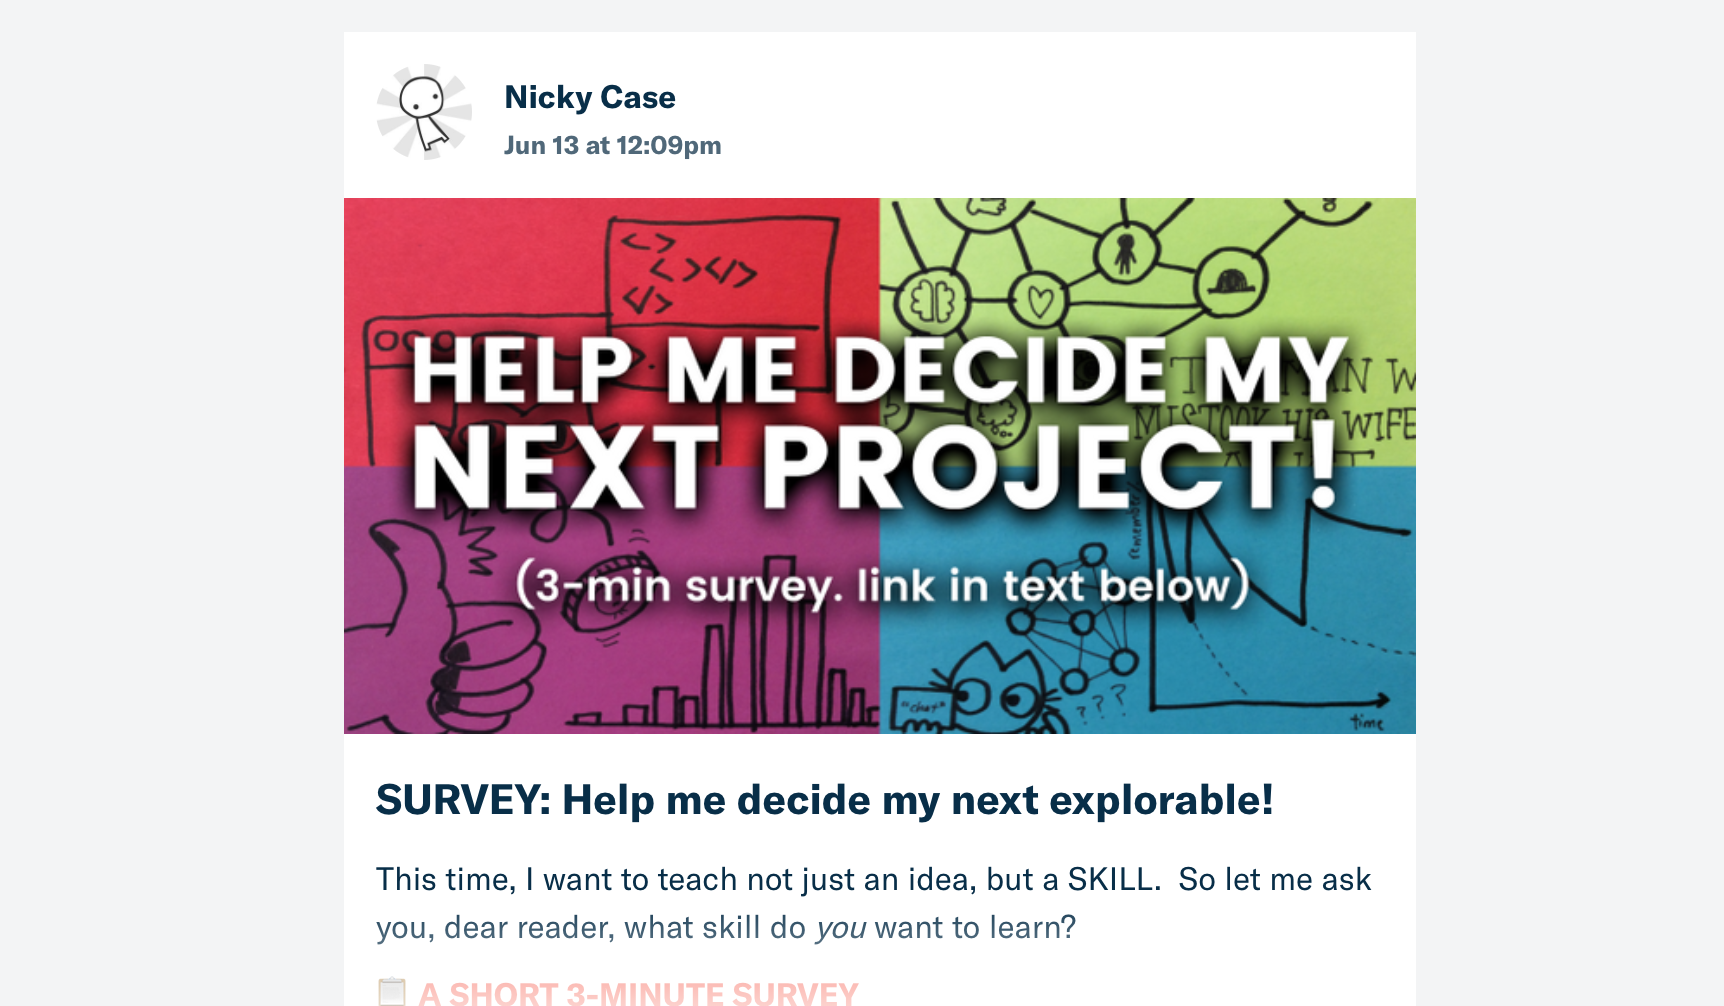 Nicky Case
Jun 13 at 12:09pm
<>
<></>
</>
HELP ME DECIDE MY
NEXT PROJECT!
(3-min survey. link in text below)
MAN W
MISTOOK HIS WIFE
remember
"chat"
???
time
SURVEY: Help me decide my next explorable!
This time, I want to teach not just an idea, but a SKILL.  So let me ask
you, dear reader, what skill do you want to learn?
📋 A SHORT 3-MINUTE SURVEY